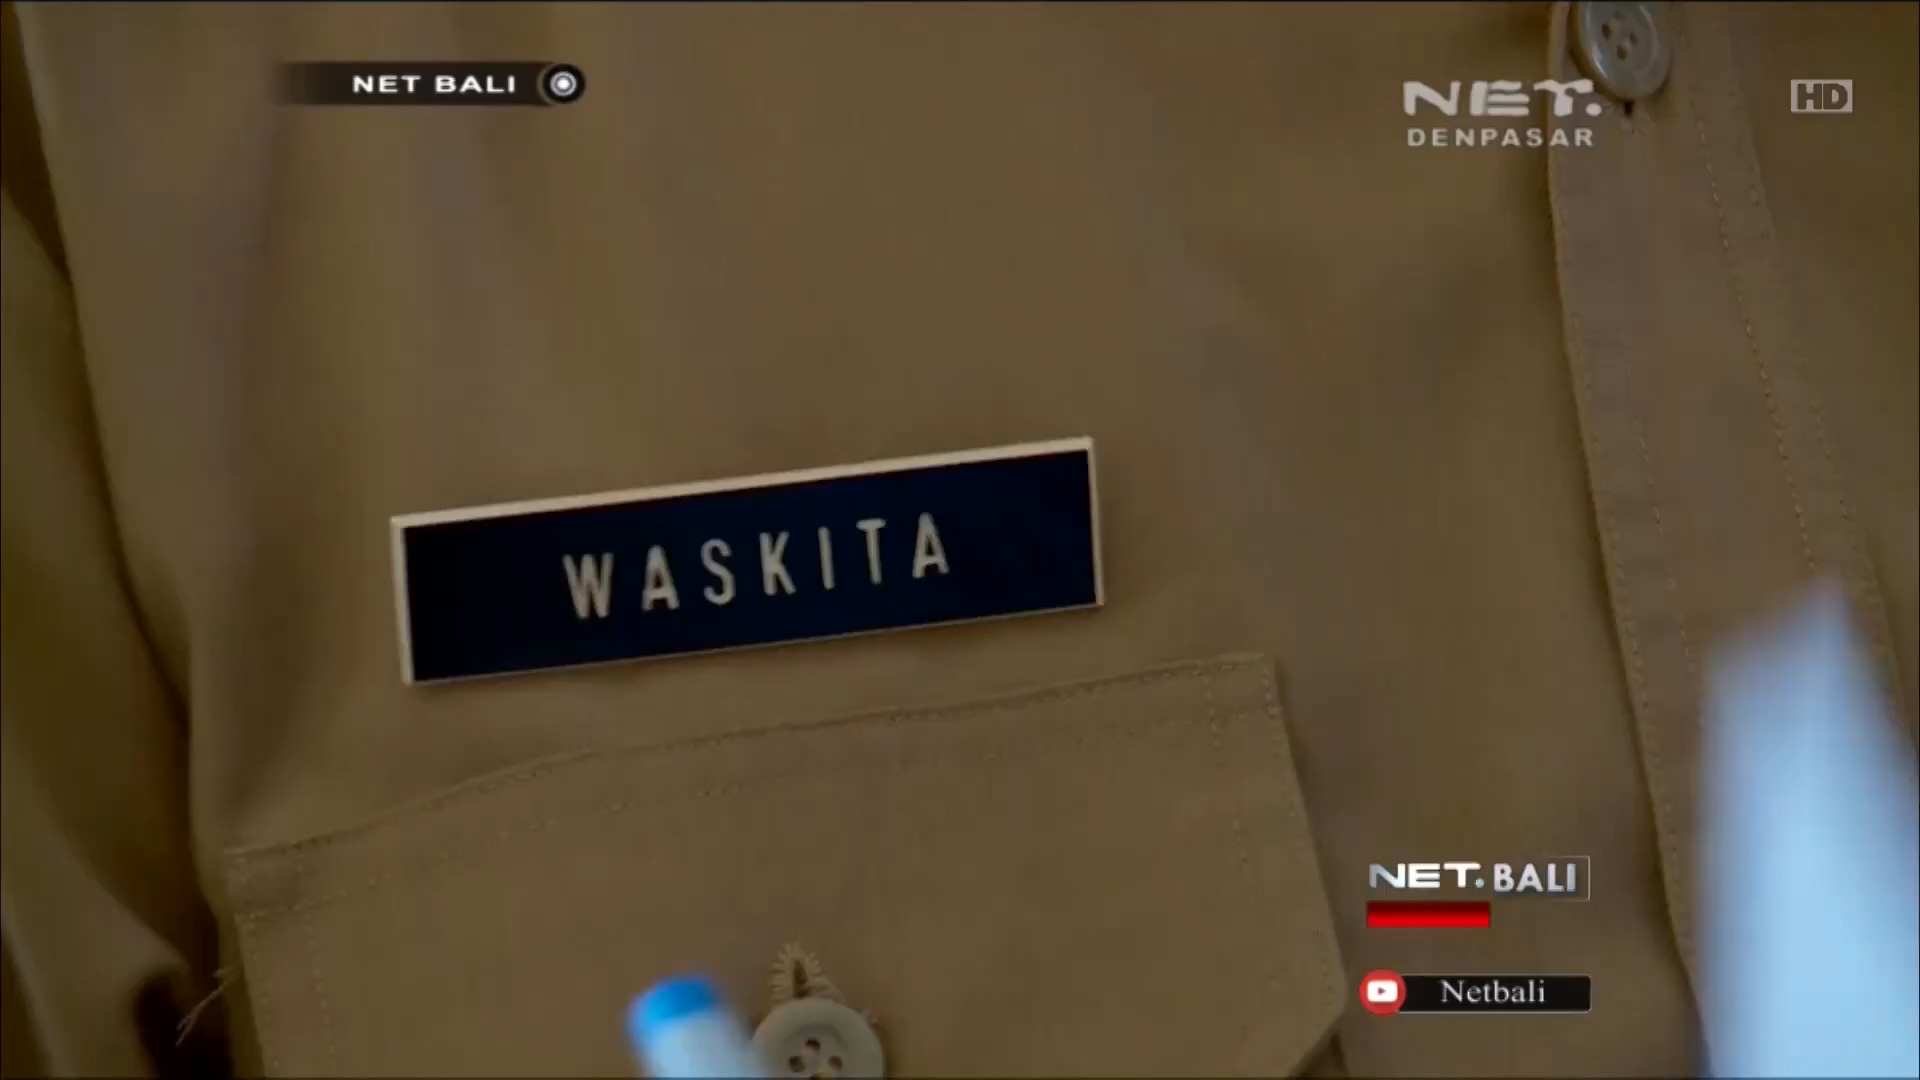 NET BALI
NET.
DENPASAR
HD
WASKITA
NET. BALI
Netbali